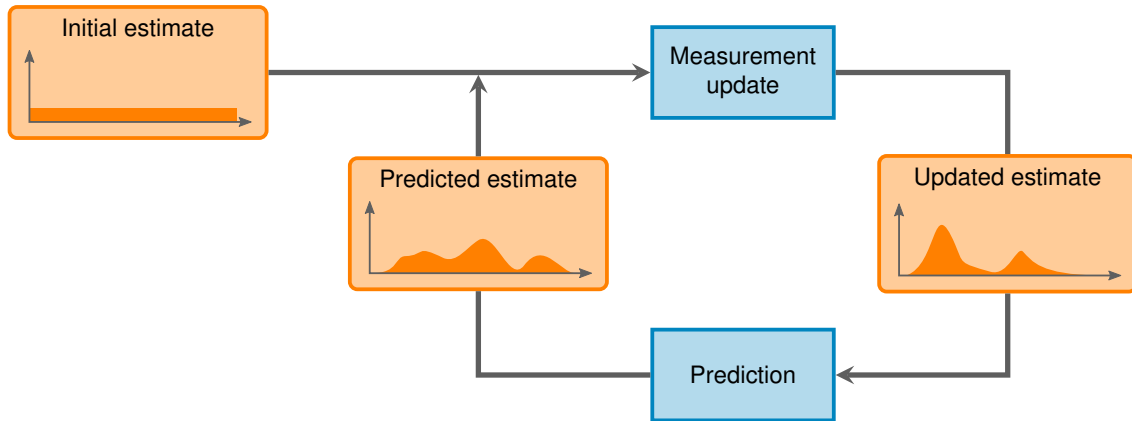 Initial estimate
Measurement
update
Predicted estimate
Updated estimate
Prediction